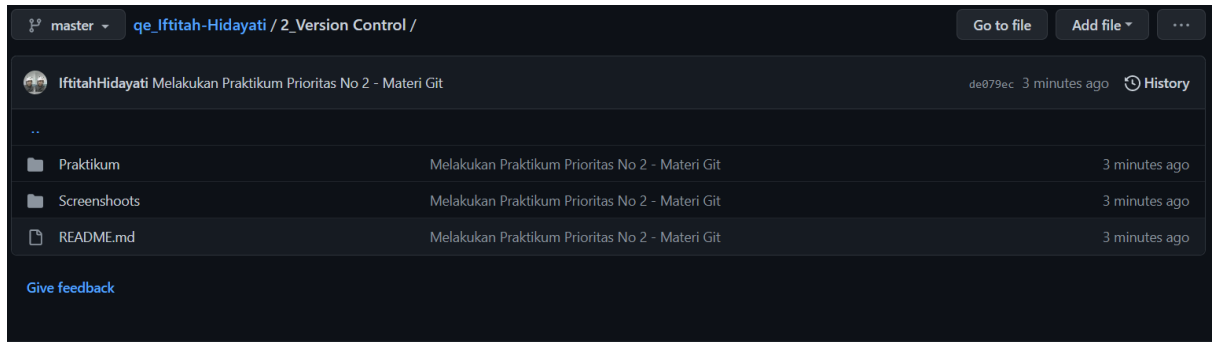 master qe_Iftitah-Hidayati / 2_Version Control / Go to file Add file ...
IftitahHidayati Melakukan Praktikum Prioritas No 2 - Materi Git de079ec 3 minutes ago History
..
Praktikum Melakukan Praktikum Prioritas No 2 - Materi Git 3 minutes ago
Screenshoots Melakukan Praktikum Prioritas No 2 - Materi Git 3 minutes ago
README.md Melakukan Praktikum Prioritas No 2 - Materi Git 3 minutes ago
Give feedback